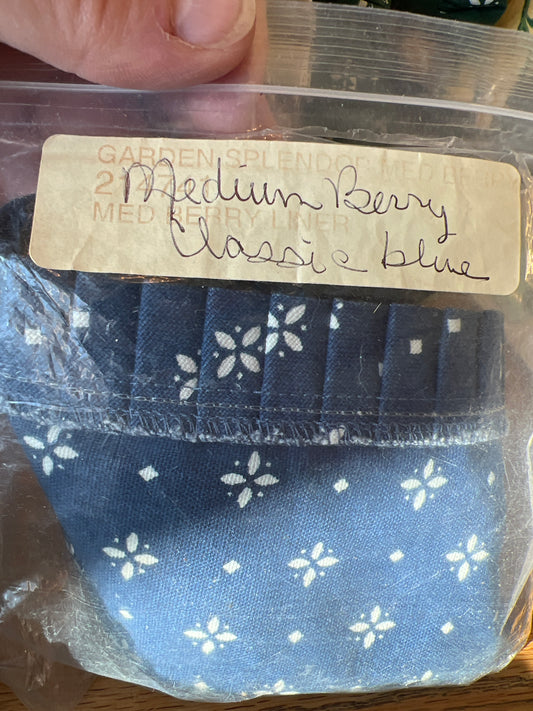 GARDEN SPLENDOR MED BERRY
Medium Berry
MED BERRY LINER
Classic blue